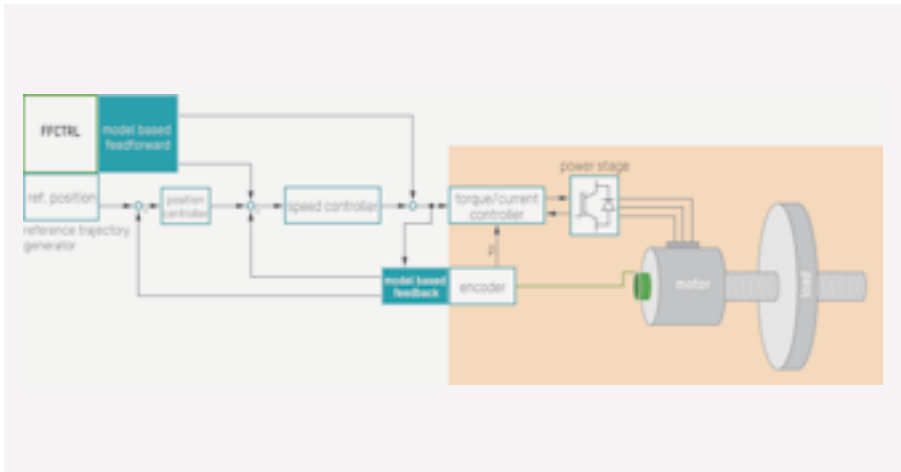 FFCTRL
model based
feedforward
power stage
ref. position
position
controller
speed controller
torque/current
controller
reference trajectory
generator
model based
feedback
encoder
motor
load